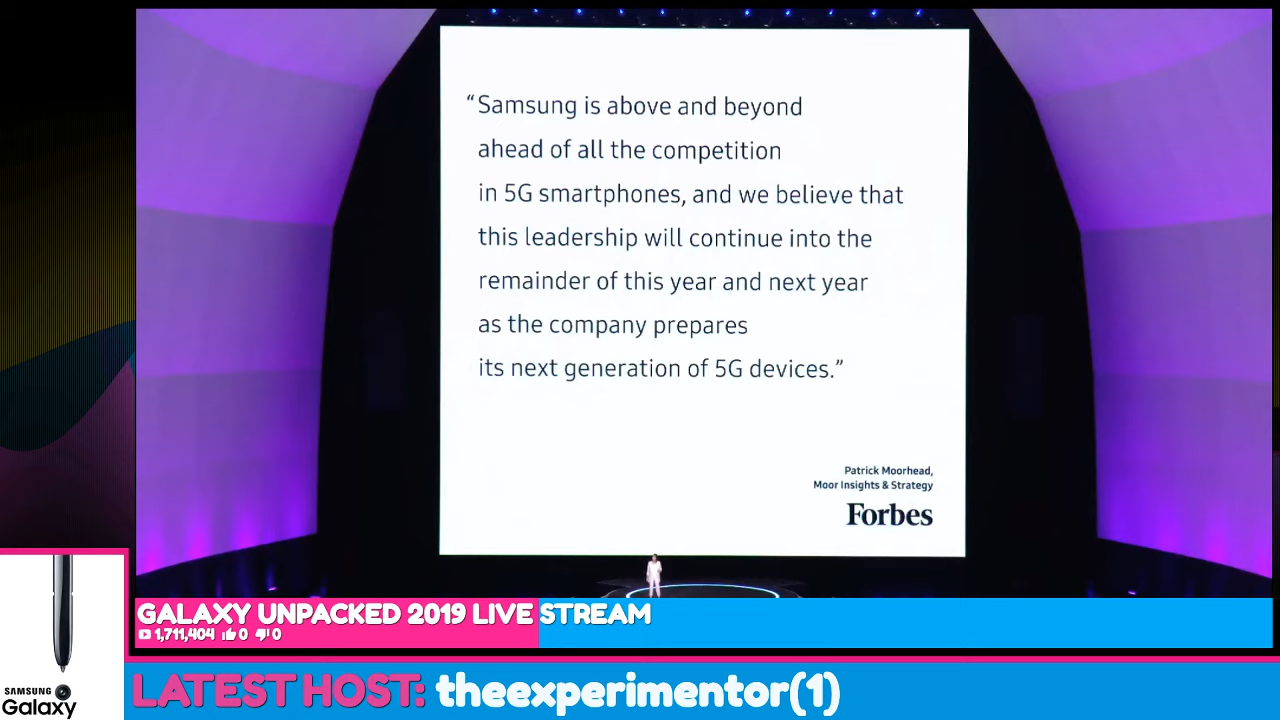 “Samsung is above and beyond
ahead of all the competition
in 5G smartphones, and we believe that
this leadership will continue into the
remainder of this year and next year
as the company prepares
its next generation of 5G devices.”
Patrick Moorhead,
Moor Insights & Strategy
Forbes
GALAXY UNPACKED 2019 LIVE STREAM
1,711,404 0 0
SAMSUNG
Galaxy
LATEST HOST: theexperimentor(1)